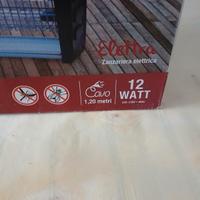 Elettra
Zanzariera elettrica
Cavo
1,20 metri
12
WATT